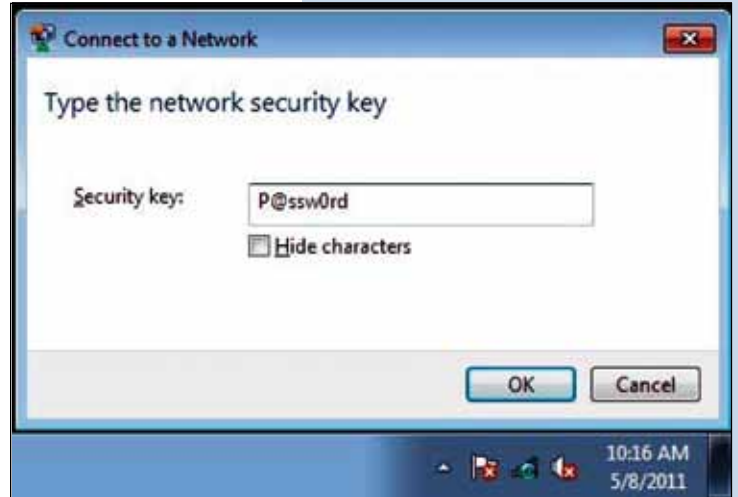 Connect to a Network
Type the network security key
Security key: P@ssw0rd
Hide characters
OK Cancel
10:16 AM
5/8/2011